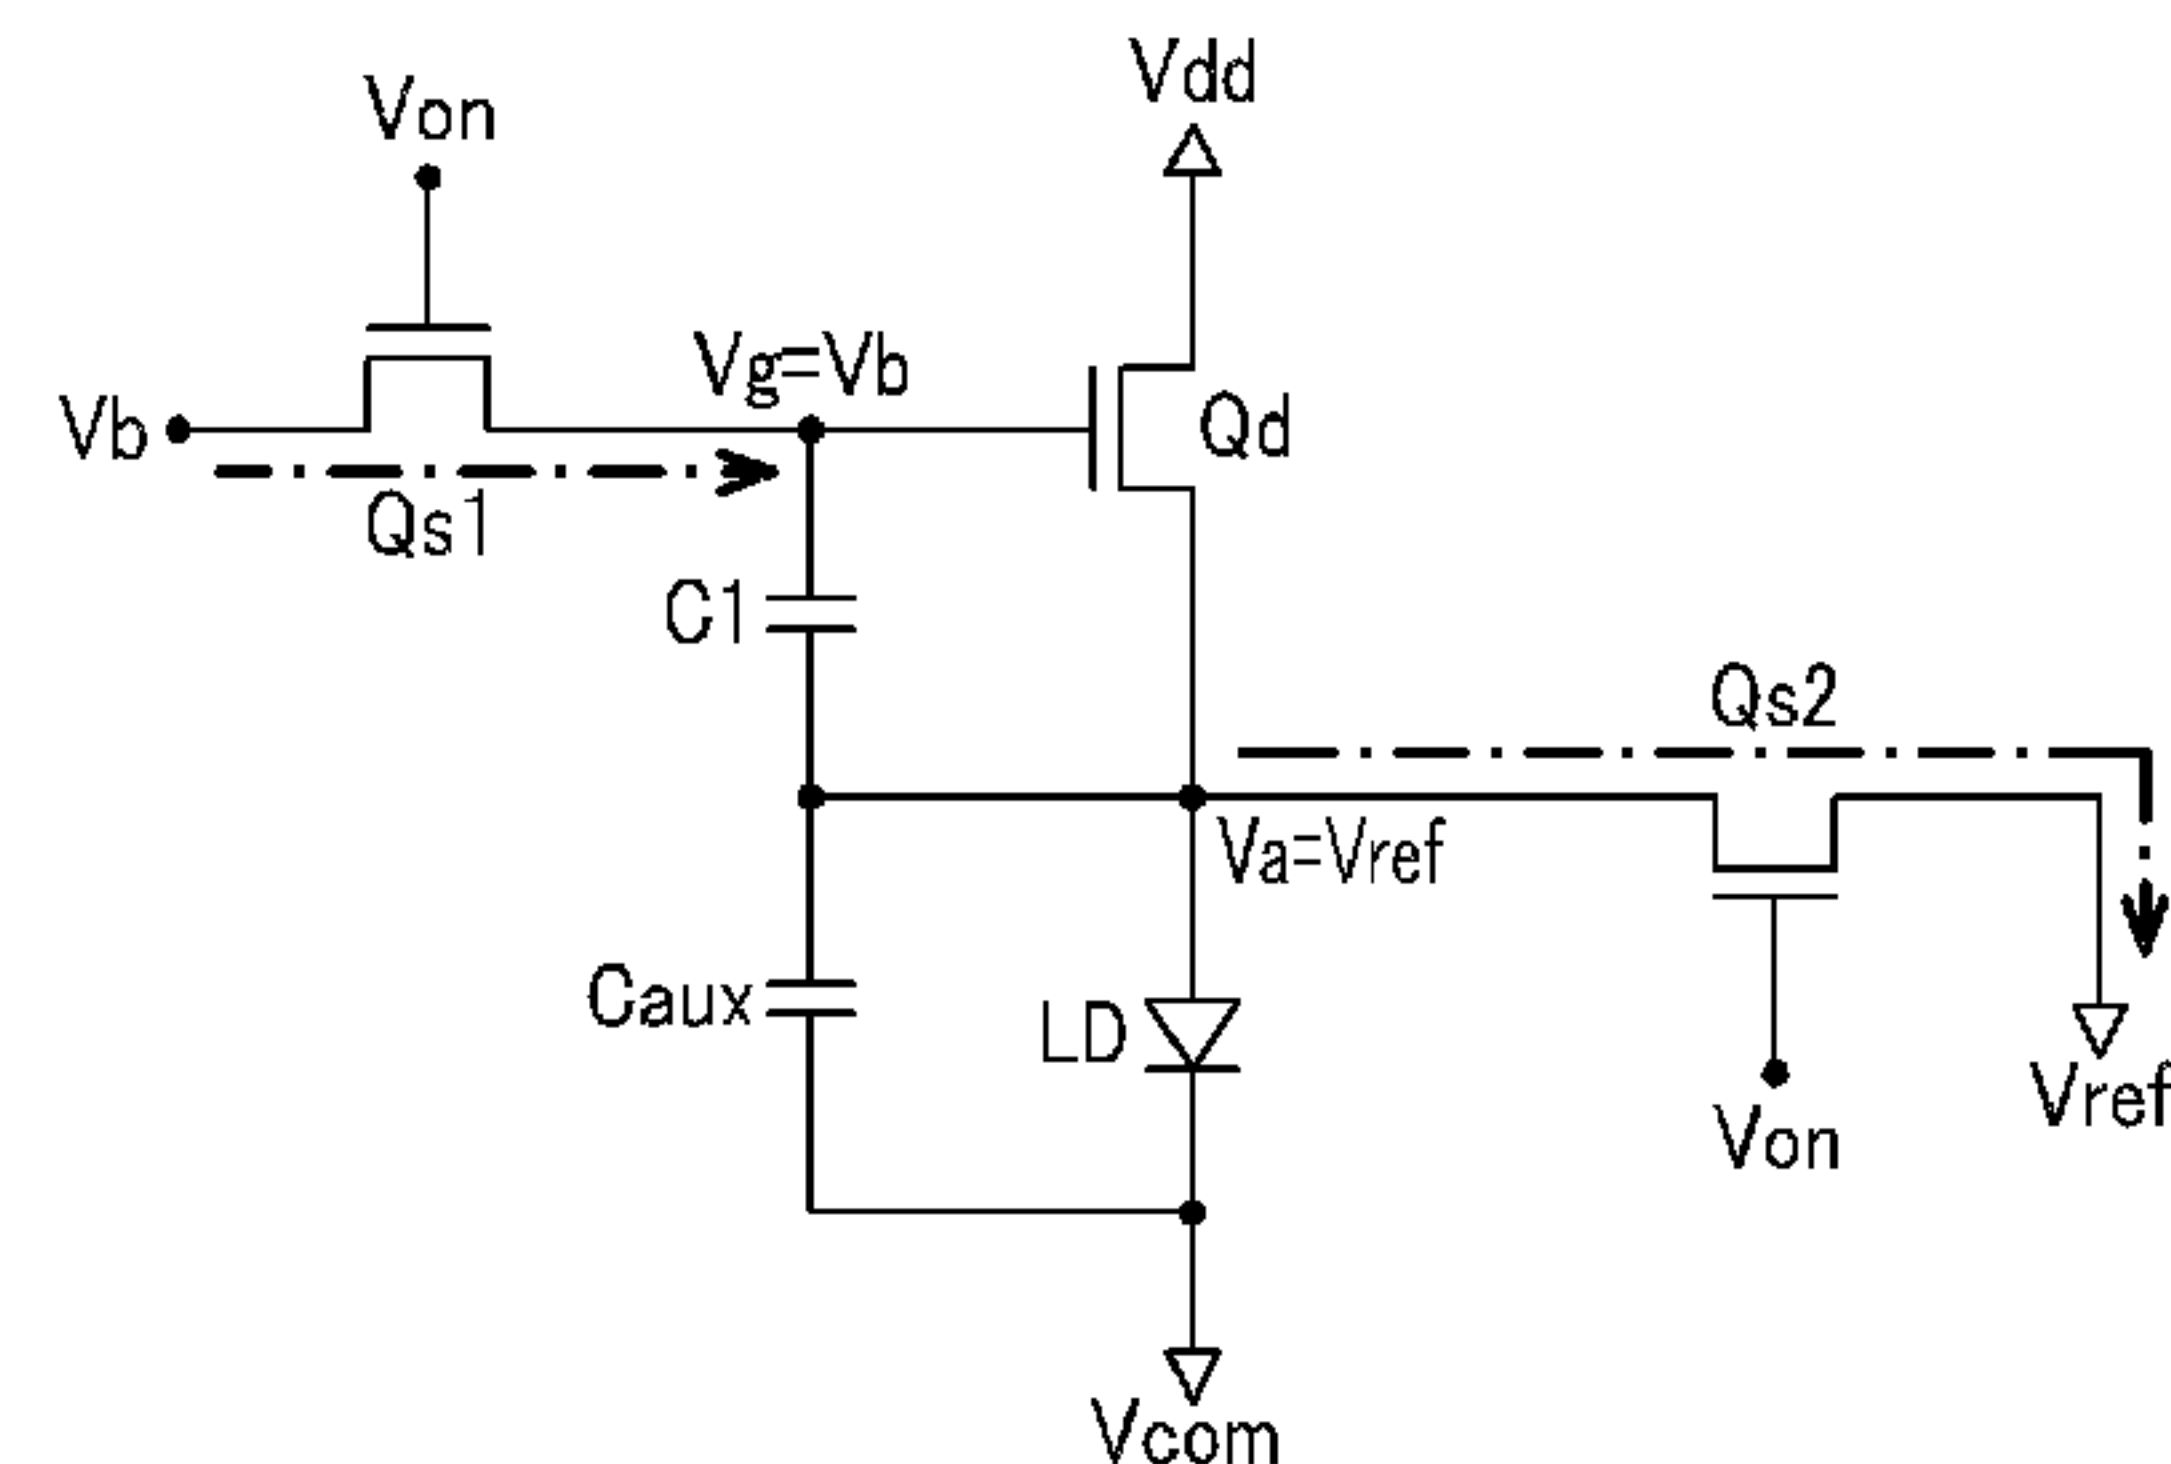 Vdd
Von
Vg=Vb
Vb
Qd
Qs1
C1
Qs2
Va=Vref
Caux
LD
Vref
Von
Vcom